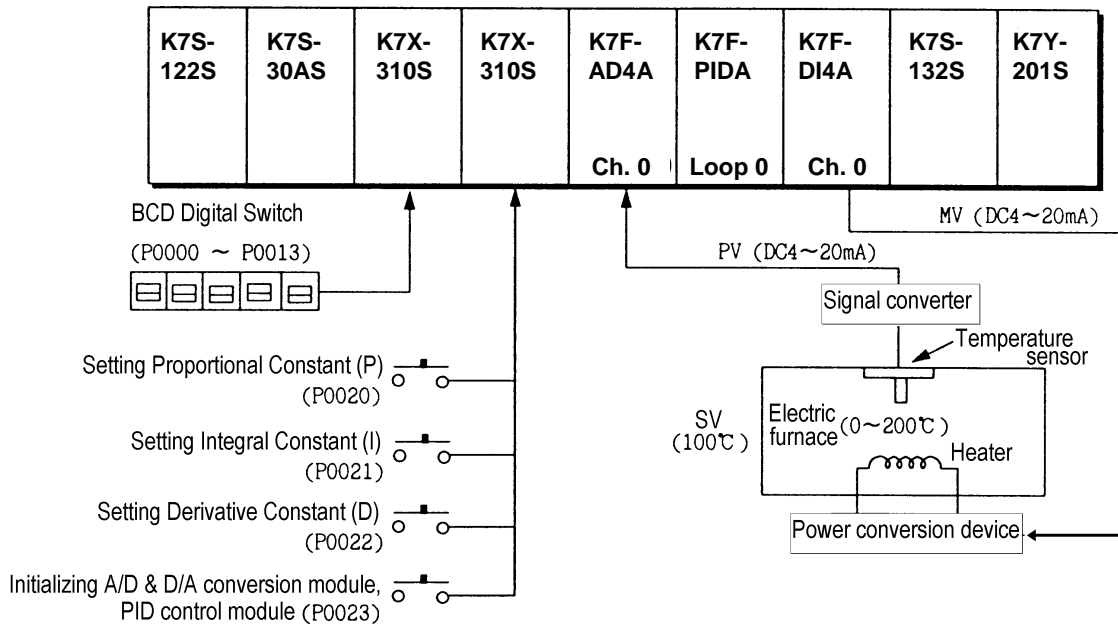 K7S-
122S
K7S-
30AS
K7X-
310S
K7X-
310S
K7F-
AD4A
Ch. 0
K7F-
PIDA
Loop 0
K7F-
DI4A
Ch. 0
K7S-
132S
K7Y-
201S
BCD Digital Switch
(P0000 ～ P0013)
MV (DC4～20mA)
PV (DC4～20mA)
Signal converter
Temperature
sensor
Setting Proportional Constant (P)
(P0020)
SV
(100℃)
Electric
furnace
(0～200℃)
Heater
Setting Integral Constant (I)
(P0021)
Setting Derivative Constant (D)
(P0022)
Power conversion device
Initializing A/D & D/A conversion module,
PID control module (P0023)